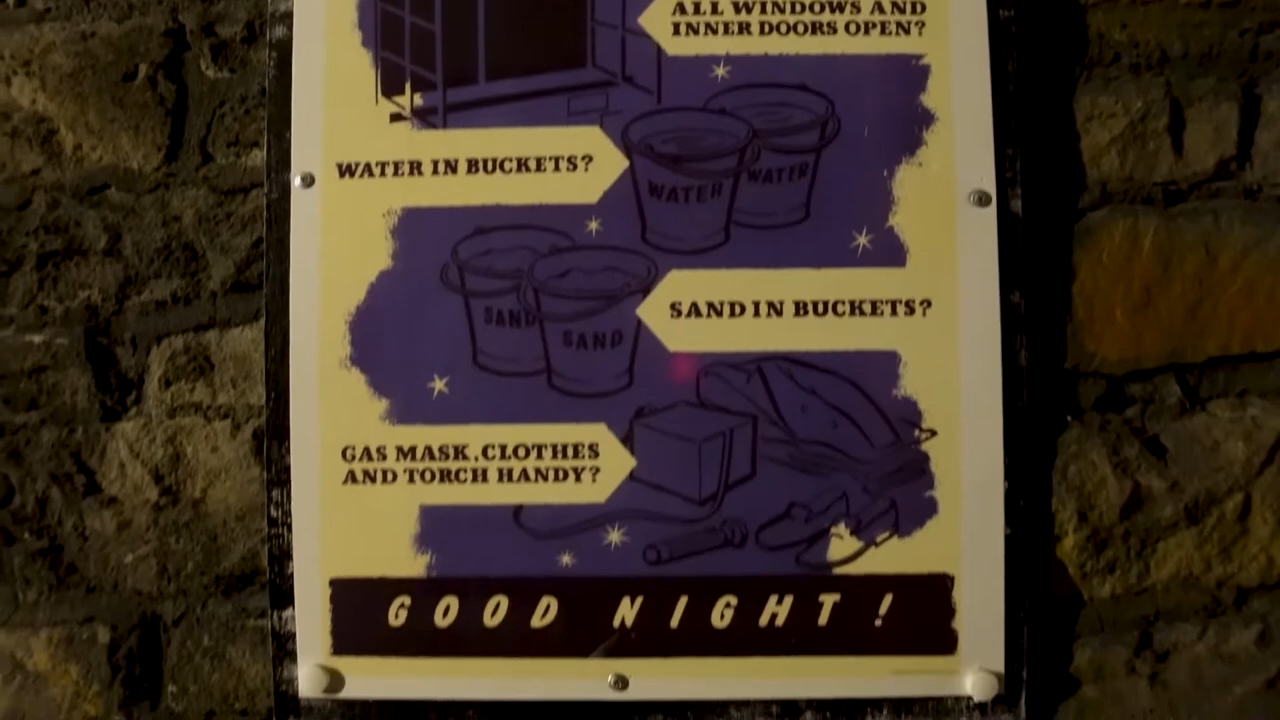 ALL WINDOWS AND
INNER DOORS OPEN?
WATER IN BUCKETS?
WATER
WATER
SAND
SAND
SAND IN BUCKETS?
GAS MASK, CLOTHES
AND TORCH HANDY?
GOOD NIGHT!